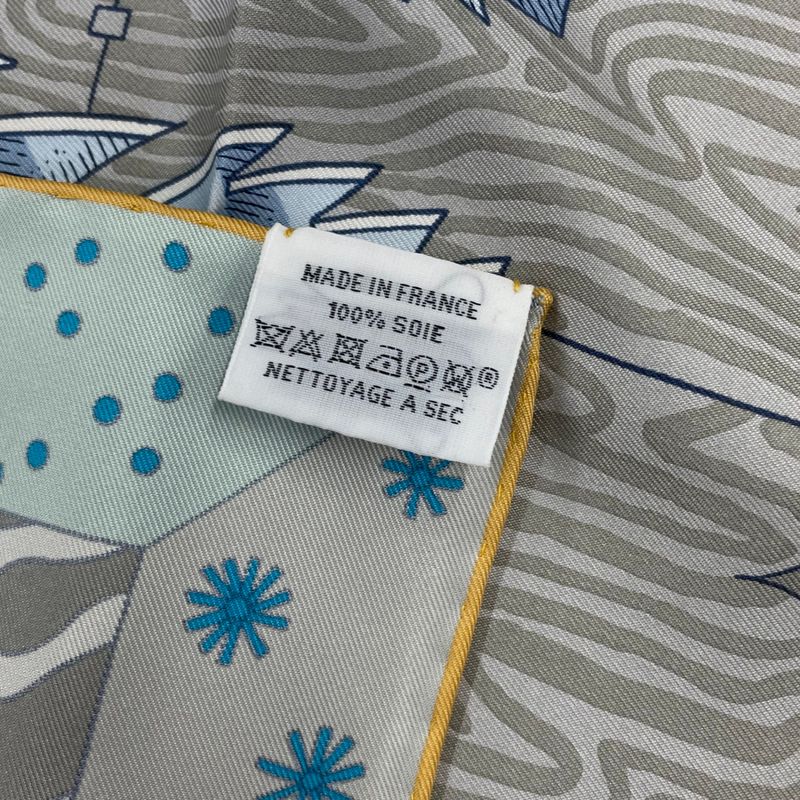 MADE IN FRANCE
100% SOIE
P ®
NETTOYAGE A SEC